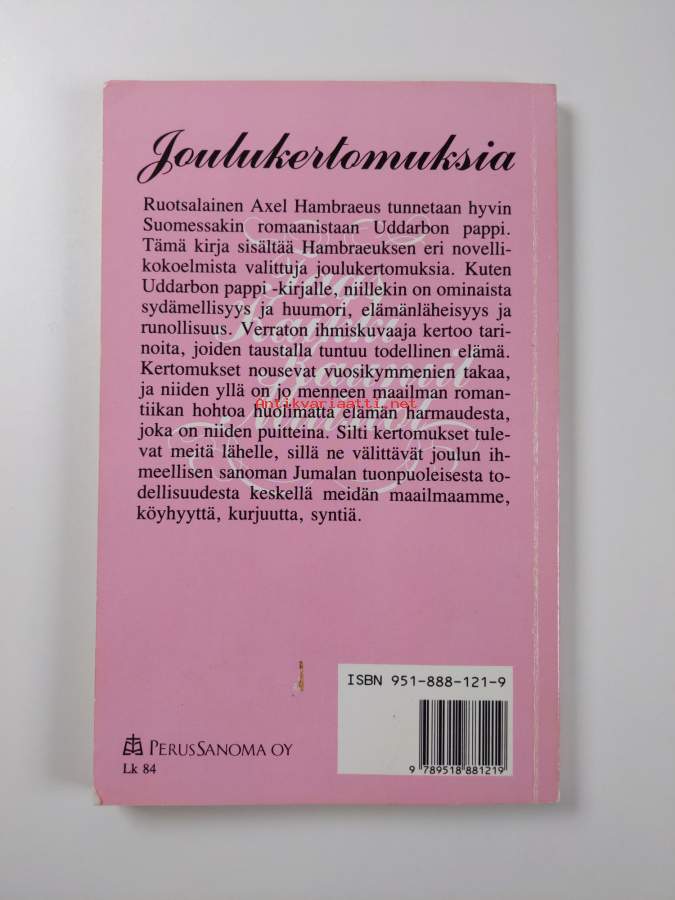 Joulukertomuksia
Ruotsalainen Axel Hambraeus tunnetaan hyvin
Suomessakin romaanistaan Uddarbon pappi.
Tämä kirja sisältää Hambraeuksen eri novelli-
kokoelmista valittuja joulukertomuksia. Kuten
Uddarbon pappi -kirjalle, niillekin on ominaista
sydämellisyys ja huumori, elämänläheisyys ja
runollisuus. Verraton ihmiskuvaaja kertoo tari-
noita, joiden taustalla tuntuu todellinen elämä.
Kertomukset nousevat vuosikymmenien takaa,
ja niiden yllä on jo menneen maailman roman-
Antikvariaatti.net
tiikan hohtoa huolimatta elämän harmaudesta,
joka on niiden puitteina. Silti kertomukset tule-
vat meitä lähelle, sillä ne välittävät joulun ih-
meellisen sanoman Jumalan tuonpuoleisesta to-
dellisuudesta keskellä meidän maailmaamme,
köyhyyttä, kurjuutta, syntiä.
ISBN 951-888-121-9
9 789518 881219
PERUSSANOMA OY
Lk 84